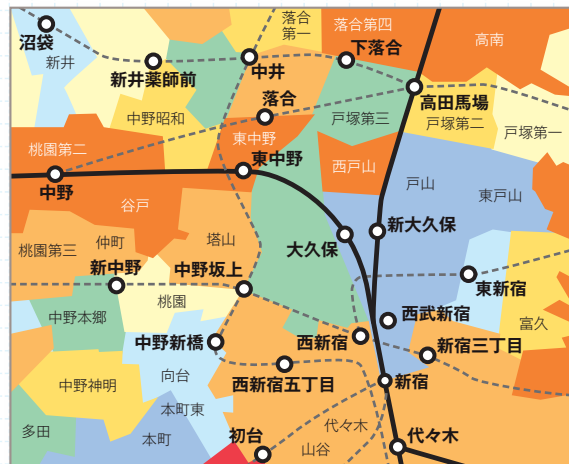 落合
第一
落合第四
高南
沼袋
下落合
新井
新井薬師前
中井
落合
高田馬場
中野昭和
戸塚第三
戸塚第二
戸塚第一
東中野
桃園第二
東中野
西戸山
中野
戸山
東戸山
谷戸
新大久保
仲町
塔山
大久保
桃園第三
新中野
中野坂上
東新宿
桃園
中野本郷
西武新宿
富久
中野新橋
西新宿
新宿三丁目
向台
中野神明
西新宿五丁目
新宿
本町東
多田
本町
初台
代々木
代々木
山谷